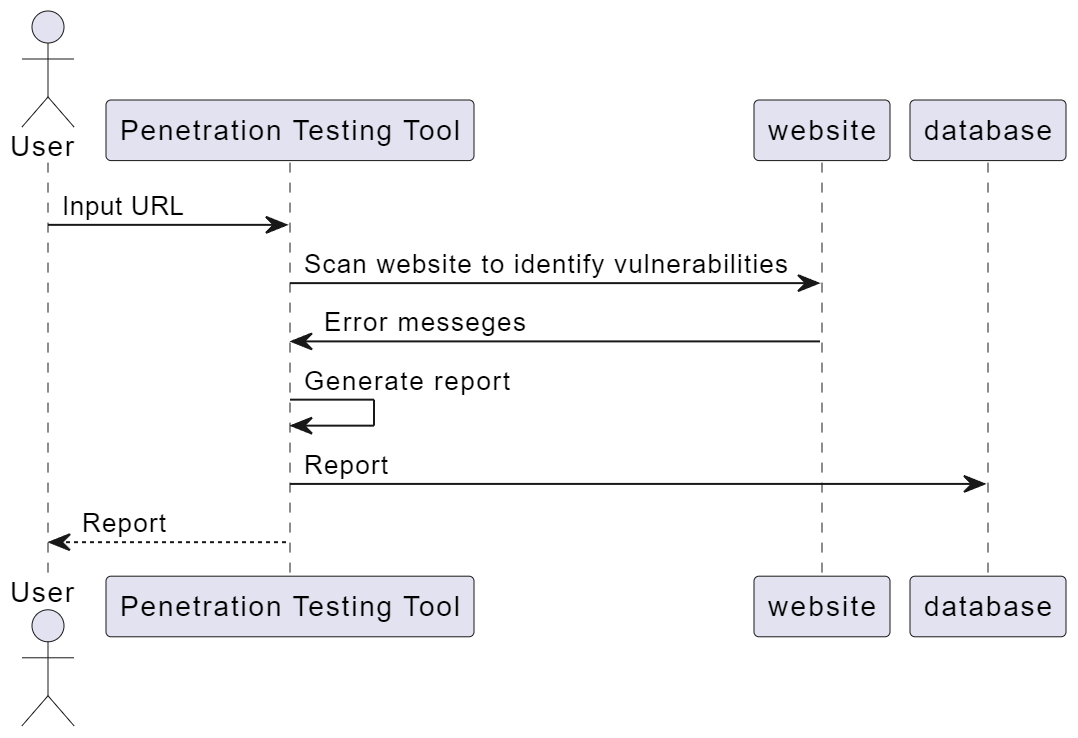 User
Penetration Testing Tool
website
database
Input URL
Scan website to identify vulnerabilities
Error messeges
Generate report
Report
Report
User
Penetration Testing Tool
website
database